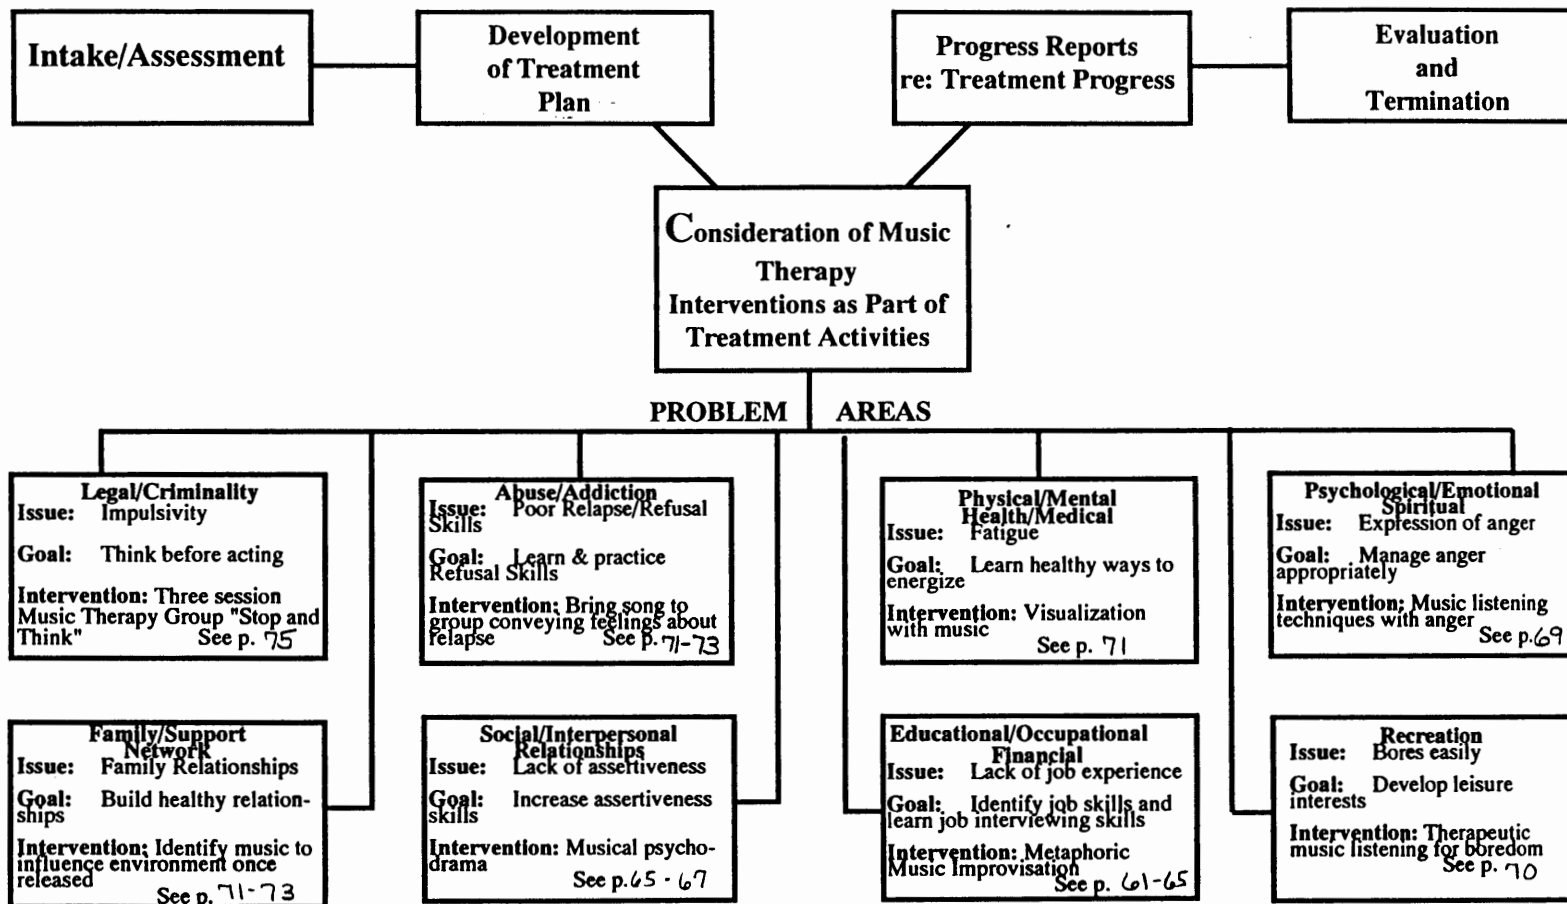 Intake/Assessment
Development
of Treatment
Plan
Progress Reports
re: Treatment Progress
Evaluation
and
Termination
Consideration of Music
Therapy
Interventions as Part of
Treatment Activities
PROBLEM AREAS
Legal/Criminality
Issue: Impulsivity
Goal: Think before acting
Intervention: Three session
Music Therapy Group "Stop and
Think" See p. 75
Abuse/Addiction
Issue: Poor Relapse/Refusal
Skills
Goal: Learn & practice
Refusal Skills
Intervention: Bring song to
group conveying feelings about
relapse See p. 71-73
Physical/Mental
Health/Medical
Issue: Fatigue
Goal: Learn healthy ways to
energize
Intervention: Visualization
with music
See p. 71
Psychological/Emotional
Spiritual
Issue: Expression of anger
Goal: Manage anger
appropriately
Intervention: Music listening
techniques with anger
See p. 69
Family/Support
Network
Issue: Family Relationships
Goal: Build healthy relation-
ships
Intervention: Identify music to
influence environment once
released
See p. 71-73
Social/Interpersonal
Relationships
Issue: Lack of assertiveness
Goal: Increase assertiveness
skills
Intervention: Musical psycho-
drama
See p. 65 - 67
Educational/Occupational
Financial
Issue: Lack of job experience
Goal: Identify job skills and
learn job interviewing skills
Intervention: Metaphoric
Music Improvisation
See p. 61-65
Recreation
Issue: Bores easily
Goal: Develop leisure
interests
Intervention: Therapeutic
music listening for boredom
See p. 70